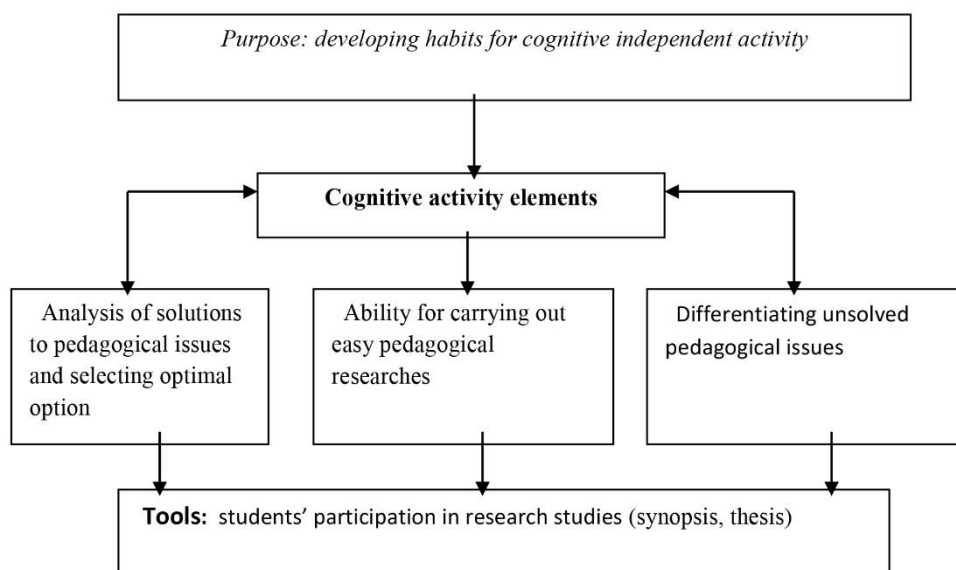 Purpose: developing habits for cognitive independent activity
Cognitive activity elements
Analysis of solutions
to pedagogical issues
and selecting optimal
option
Ability for carrying out
easy pedagogical
researches
Differentiating unsolved
pedagogical issues
Tools: students’ participation in research studies (synopsis, thesis)